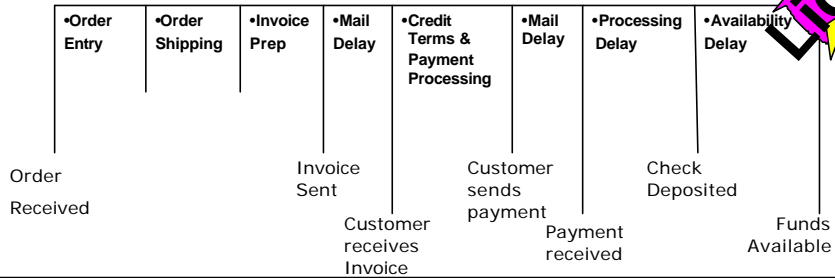 •Order
Entry
•Order
Shipping
•Invoice
Prep
•Mail
Delay
•Credit
Terms &
Payment
Processing
•Mail
Delay
•Processing
Delay
•Availability
Delay
Order
Received
Invoice
Sent
Customer
receives
Invoice
Customer
sends
payment
Payment
received
Check
Deposited
Funds
Available